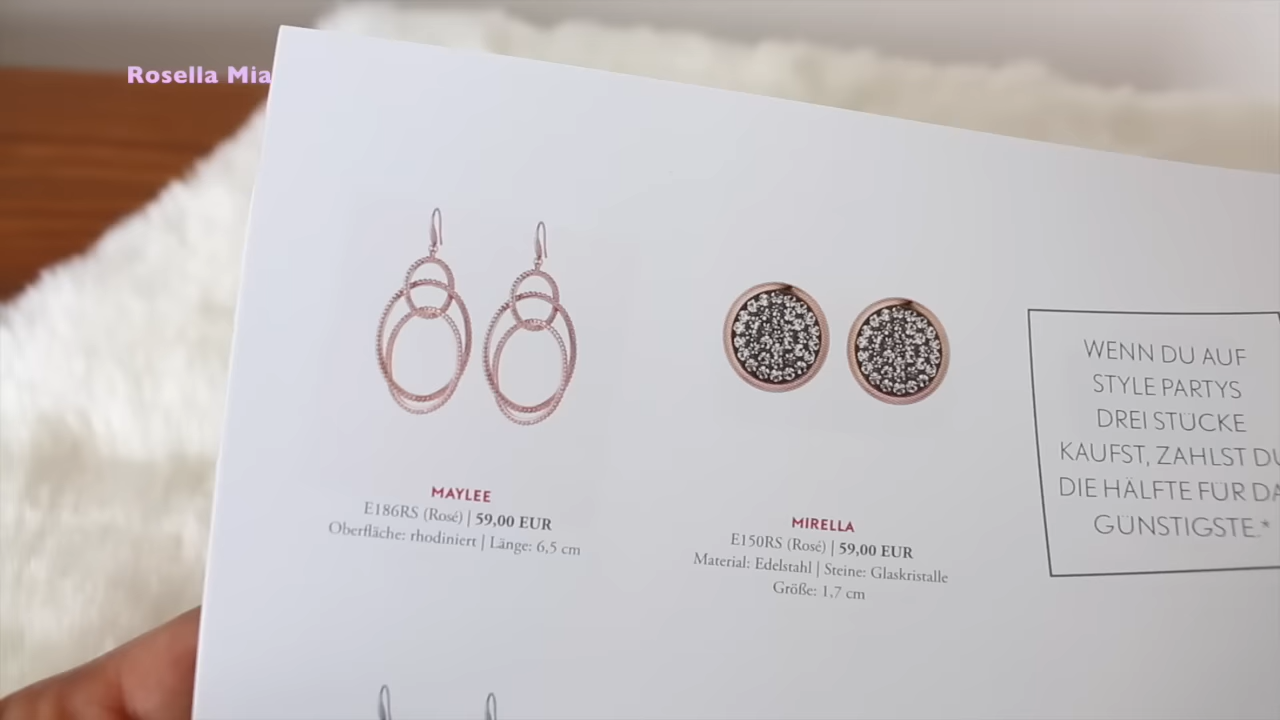 Rosella Mia
MAYLEE
E186RS (Rosé) | 59,00 EUR
Oberfläche: rhodiniert | Länge: 6,5 cm
MIRELLA
E150RS (Rosé) | 59,00 EUR
Material: Edelstahl | Steine: Glaskristalle
Größe: 1,7 cm
WENN DU AUF
STYLE PARTYS
DREI STÜCKE
KAUFST, ZAHLST DU
DIE HÄLFTE FÜR DA
GÜNSTIGSTE.*